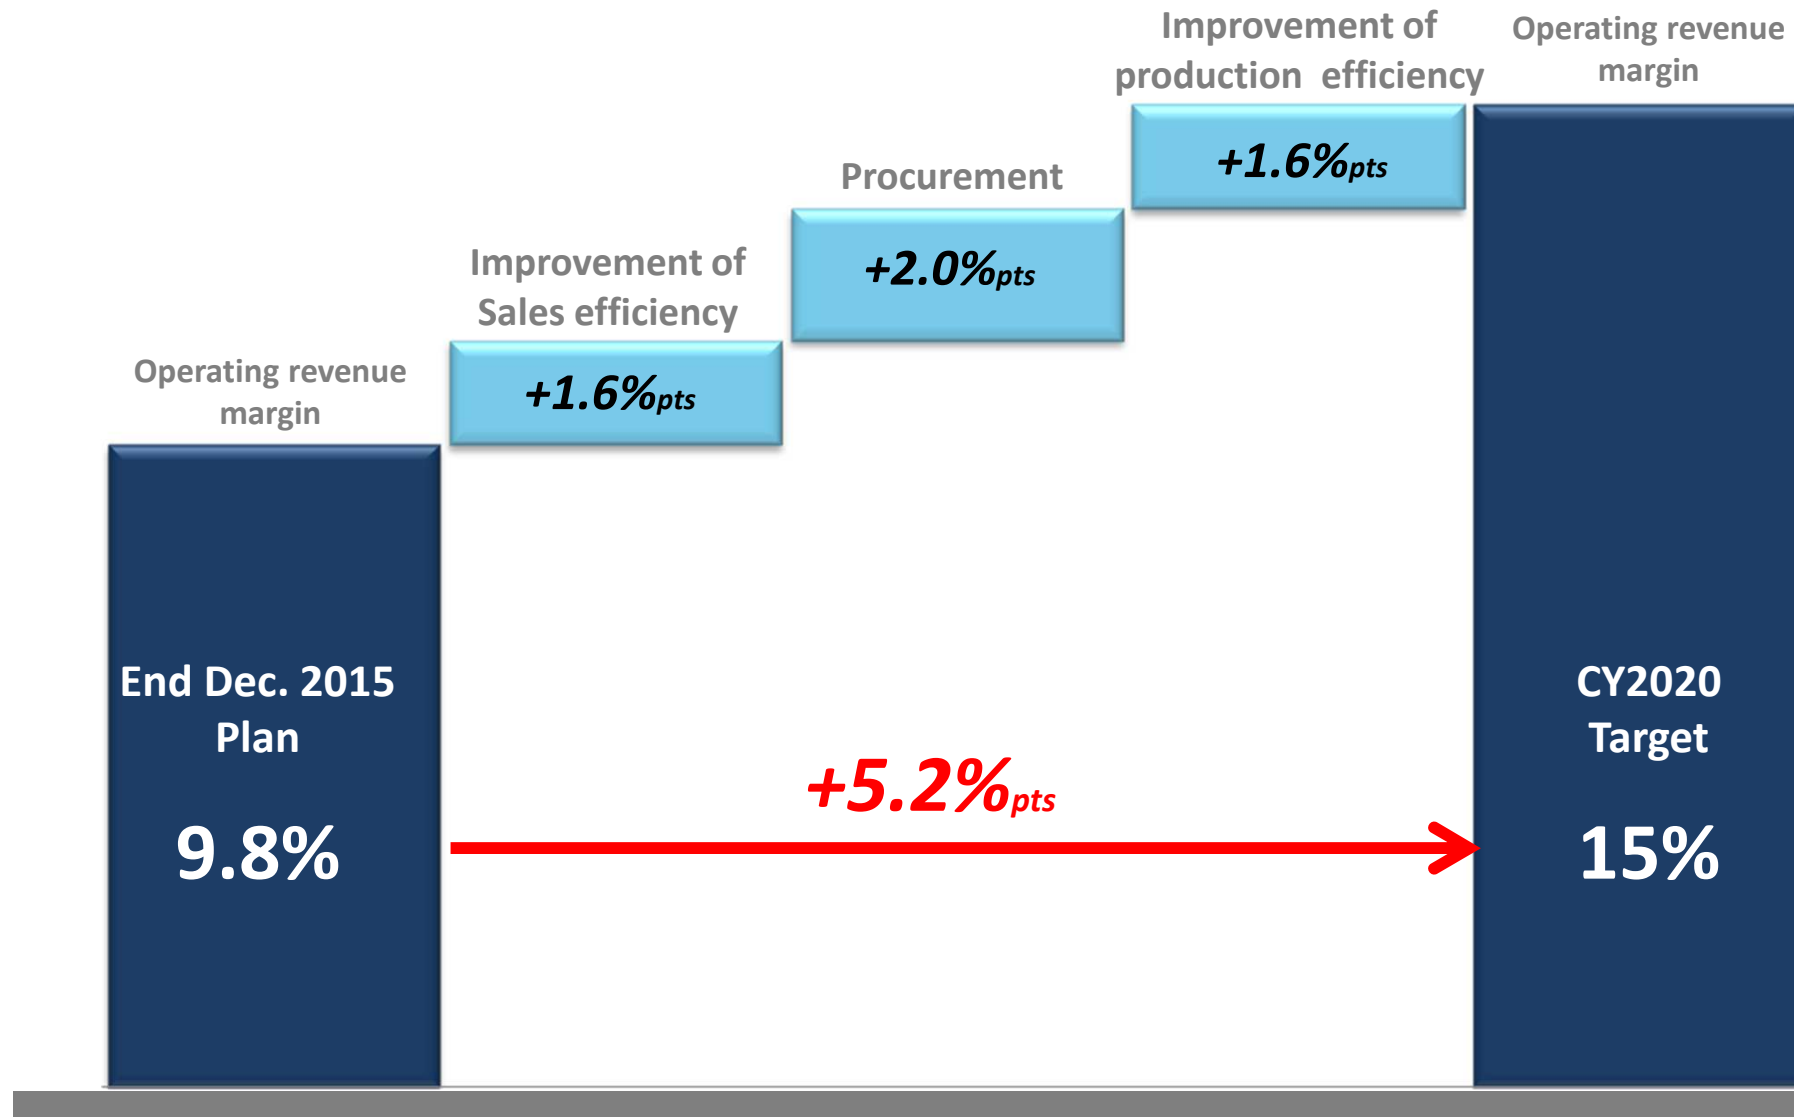 Operating revenue
margin
End Dec. 2015
Plan
9.8%
Improvement of
Sales efficiency
+1.6%pts
Procurement
+2.0%pts
Improvement of
production efficiency
+1.6%pts
+5.2%pts
Operating revenue
margin
CY2020
Target
15%